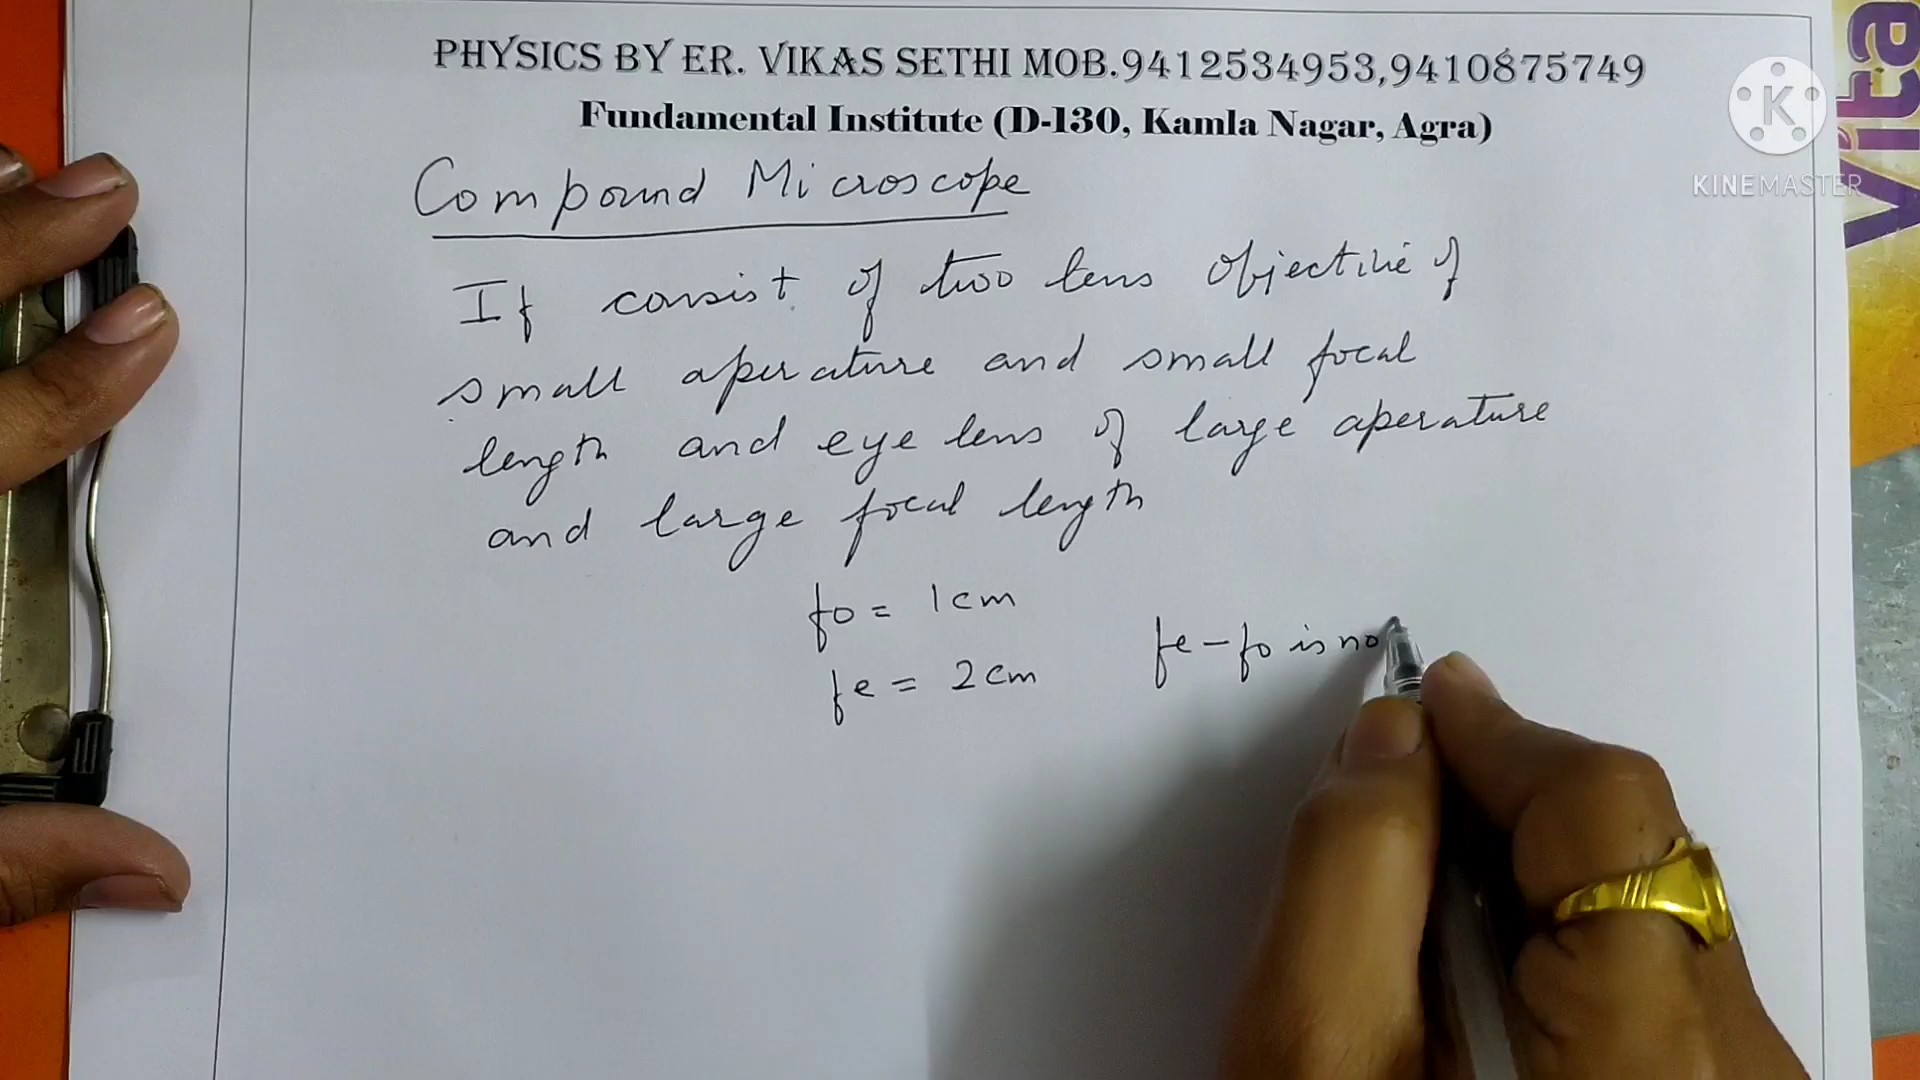 PHYSICS BY ER. VIKAS SETHI MOB.9412534953,9410875749
Fundamental Institute (D-130, Kamla Nagar, Agra)
K
KINEMASTER
Vita
Compound Microscope
It consist of two lens objective of
small aperature and small focal
length and eye lens of large aperature
and large focal length
fo = 1cm
fe = 2cm
fe - fo is no